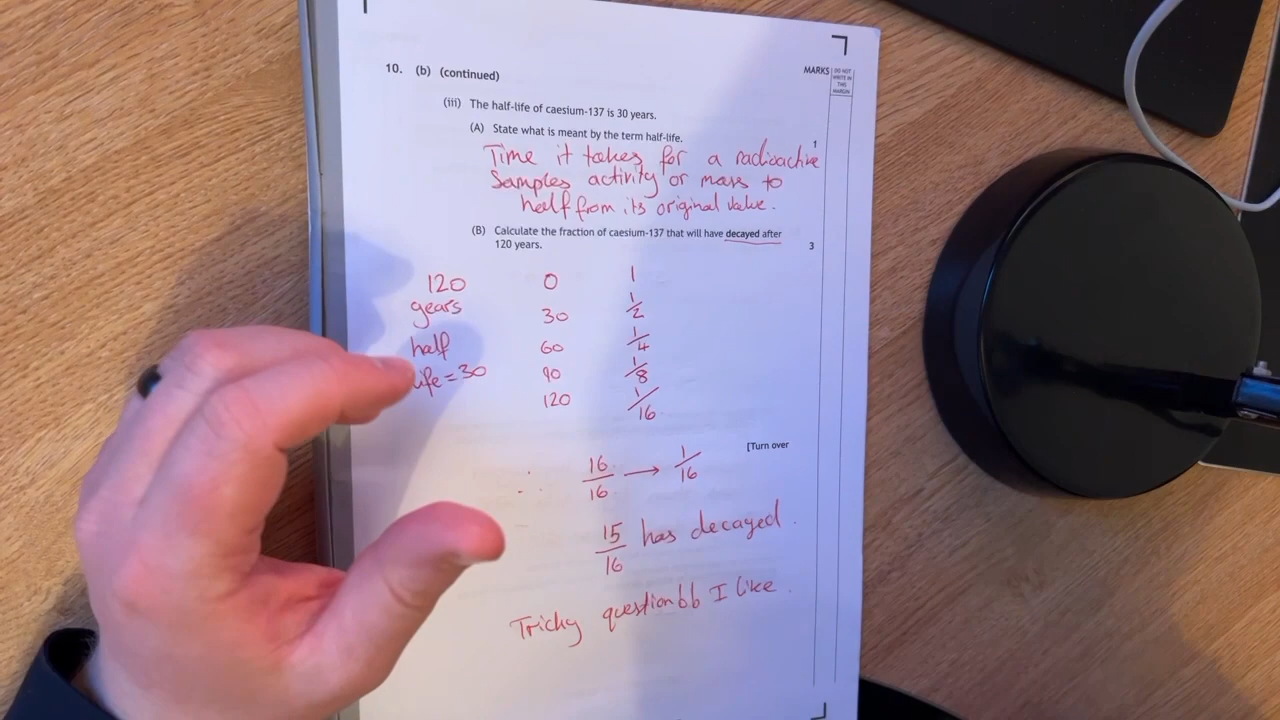 10. (b) (continued)
MARKS
DO NOT WRITE IN THIS MARGIN
(iii) The half-life of caesium-137 is 30 years.
(A) State what is meant by the term half-life.
1
Time it takes for a radioactive
Samples activity or mass to
half from its original value.
(B) Calculate the fraction of caesium-137 that will have decayed after
120 years.
3
120 0 1
years 30 1/2
half 60 1/4
life = 30 90 1/8
120 1/16
[Turn over
∴ 16/16 → 1/16
15/16 has decayed.
Tricky question I like.